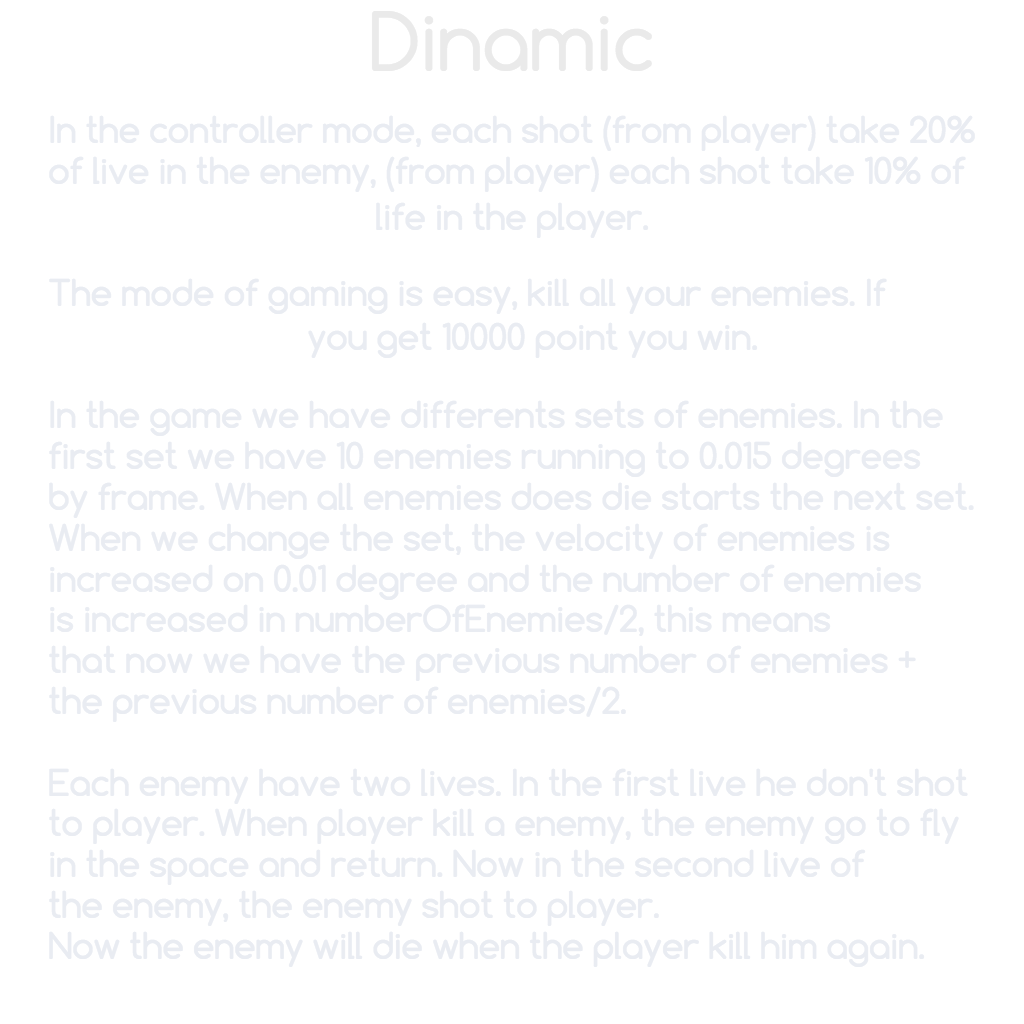 Dinamic
In the controller mode, each shot (from player) take 20%
of live in the enemy, (from player) each shot take 10% of
life in the player.
The mode of gaming is easy, kill all your enemies. If
you get 10000 point you win.
In the game we have differents sets of enemies. In the
first set we have 10 enemies running to 0.015 degrees
by frame. When all enemies does die starts the next set.
When we change the set, the velocity of enemies is
increased on 0.01 degree and the number of enemies
is increased in numberOfEnemies/2, this means
that now we have the previous number of enemies +
the previous number of enemies/2.
Each enemy have two lives. In the first live he don't shot
to player. When player kill a enemy, the enemy go to fly
in the space and return. Now in the second live of
the enemy, the enemy shot to player.
Now the enemy will die when the player kill him again.